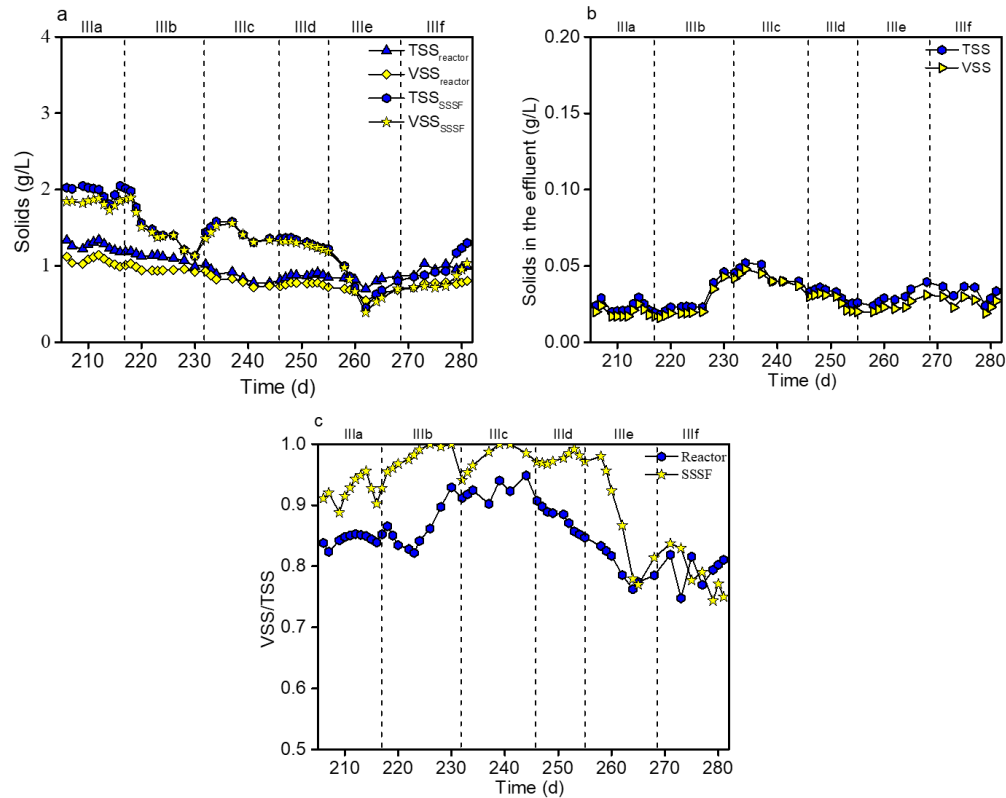 a
IIIa IIIb IIIc IIId IIIe IIIf
4
3
2
1
0
Solids (g/L)
TSSreactor
VSSreactor
TSSSSSF
VSSSSSF
210 220 230 240 250 260 270 280
Time (d)
b
IIIa IIIb IIIc IIId IIIe IIIf
0.20
0.15
0.10
0.05
0.00
Solids in the effluent (g/L)
TSS
VSS
210 220 230 240 250 260 270 280
Time (d)
c
IIIa IIIb IIIc IIId IIIe IIIf
1.0
0.9
0.8
0.7
0.6
0.5
VSS/TSS
Reactor
SSSF
210 220 230 240 250 260 270 280
Time (d)